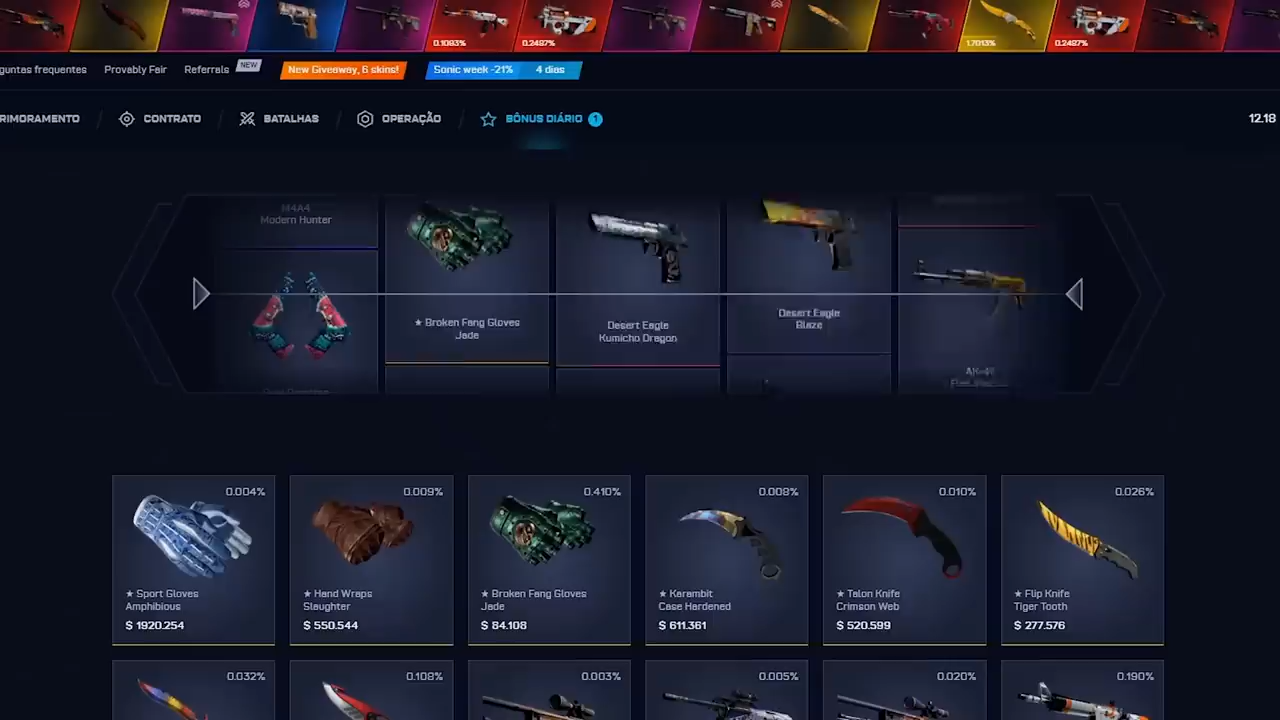 0.1093%
0.2497%
1.7013%
0.2497%
guntas frequentes
Provably Fair
Referrals
NEW
New Giveaway, 6 skins!
Sonic week -21%
4 dias
RIMORAMENTO
CONTRATO
BATALHAS
OPERAÇÃO
BÔNUS DIÁRIO
1
12.18
M4A4
Modern Hunter
★ Broken Fang Gloves
Jade
Desert Eagle
Kumicho Dragon
Desert Eagle
Blaze
0.004%
★ Sport Gloves
Amphibious
$ 1920.254
0.009%
★ Hand Wraps
Slaughter
$ 550.544
0.410%
★ Broken Fang Gloves
Jade
$ 84.108
0.008%
★ Karambit
Case Hardened
$ 611.361
0.010%
★ Talon Knife
Crimson Web
$ 520.599
0.026%
★ Flip Knife
Tiger Tooth
$ 277.576
0.032%
0.108%
0.003%
0.005%
0.020%
0.190%